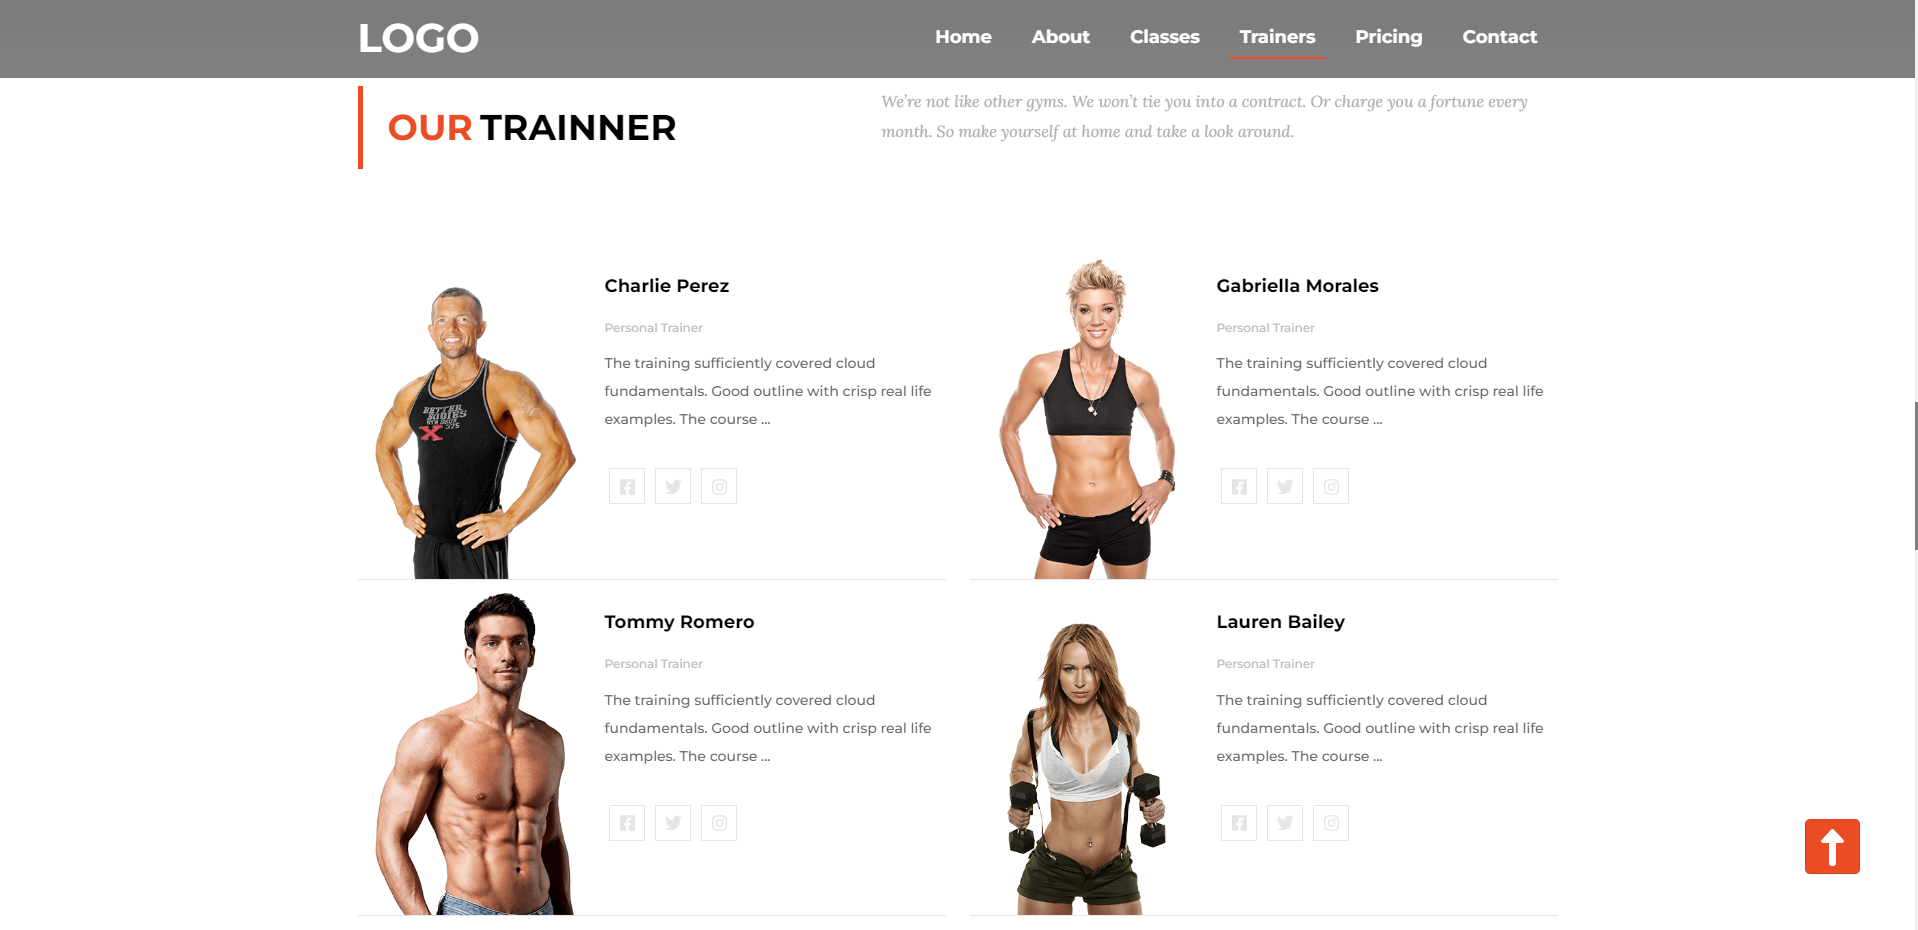 LOGO
Home About Classes Trainers Pricing Contact
OUR TRAINNER
We're not like other gyms. We won't tie you into a contract. Or charge you a fortune every
month. So make yourself at home and take a look around.
Charlie Perez
Personal Trainer
The training sufficiently covered cloud
fundamentals. Good outline with crisp real life
examples. The course ...
BETTER
BODIES
GYM ISSUE
X 375
Gabriella Morales
Personal Trainer
The training sufficiently covered cloud
fundamentals. Good outline with crisp real life
examples. The course ...
Tommy Romero
Personal Trainer
The training sufficiently covered cloud
fundamentals. Good outline with crisp real life
examples. The course ...
Lauren Bailey
Personal Trainer
The training sufficiently covered cloud
fundamentals. Good outline with crisp real life
examples. The course ...